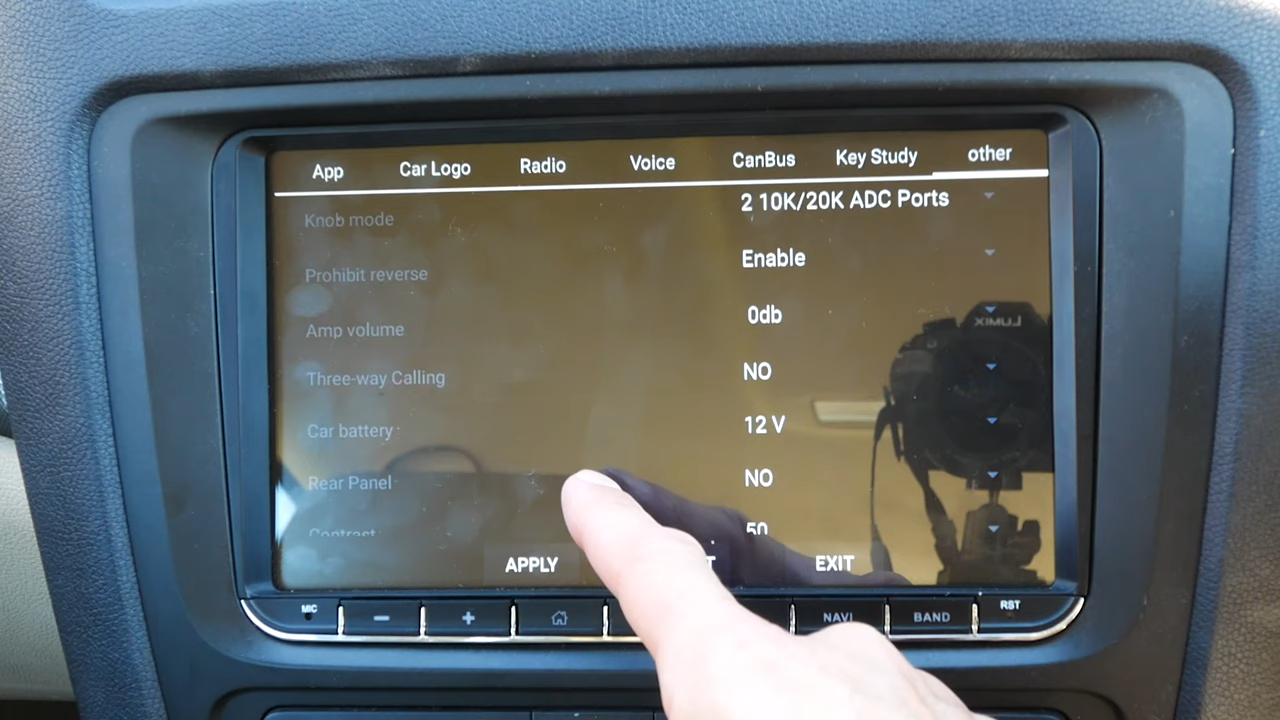 App Car Logo Radio Voice CanBus Key Study other
Knob mode 2 10K/20K ADC Ports
Prohibit reverse Enable
Amp volume 0db
LUMIX
Three-way Calling NO
Car battery 12 V
Rear Panel NO
Contrast 50
APPLY T EXIT
MIC − + NAVI BAND RST